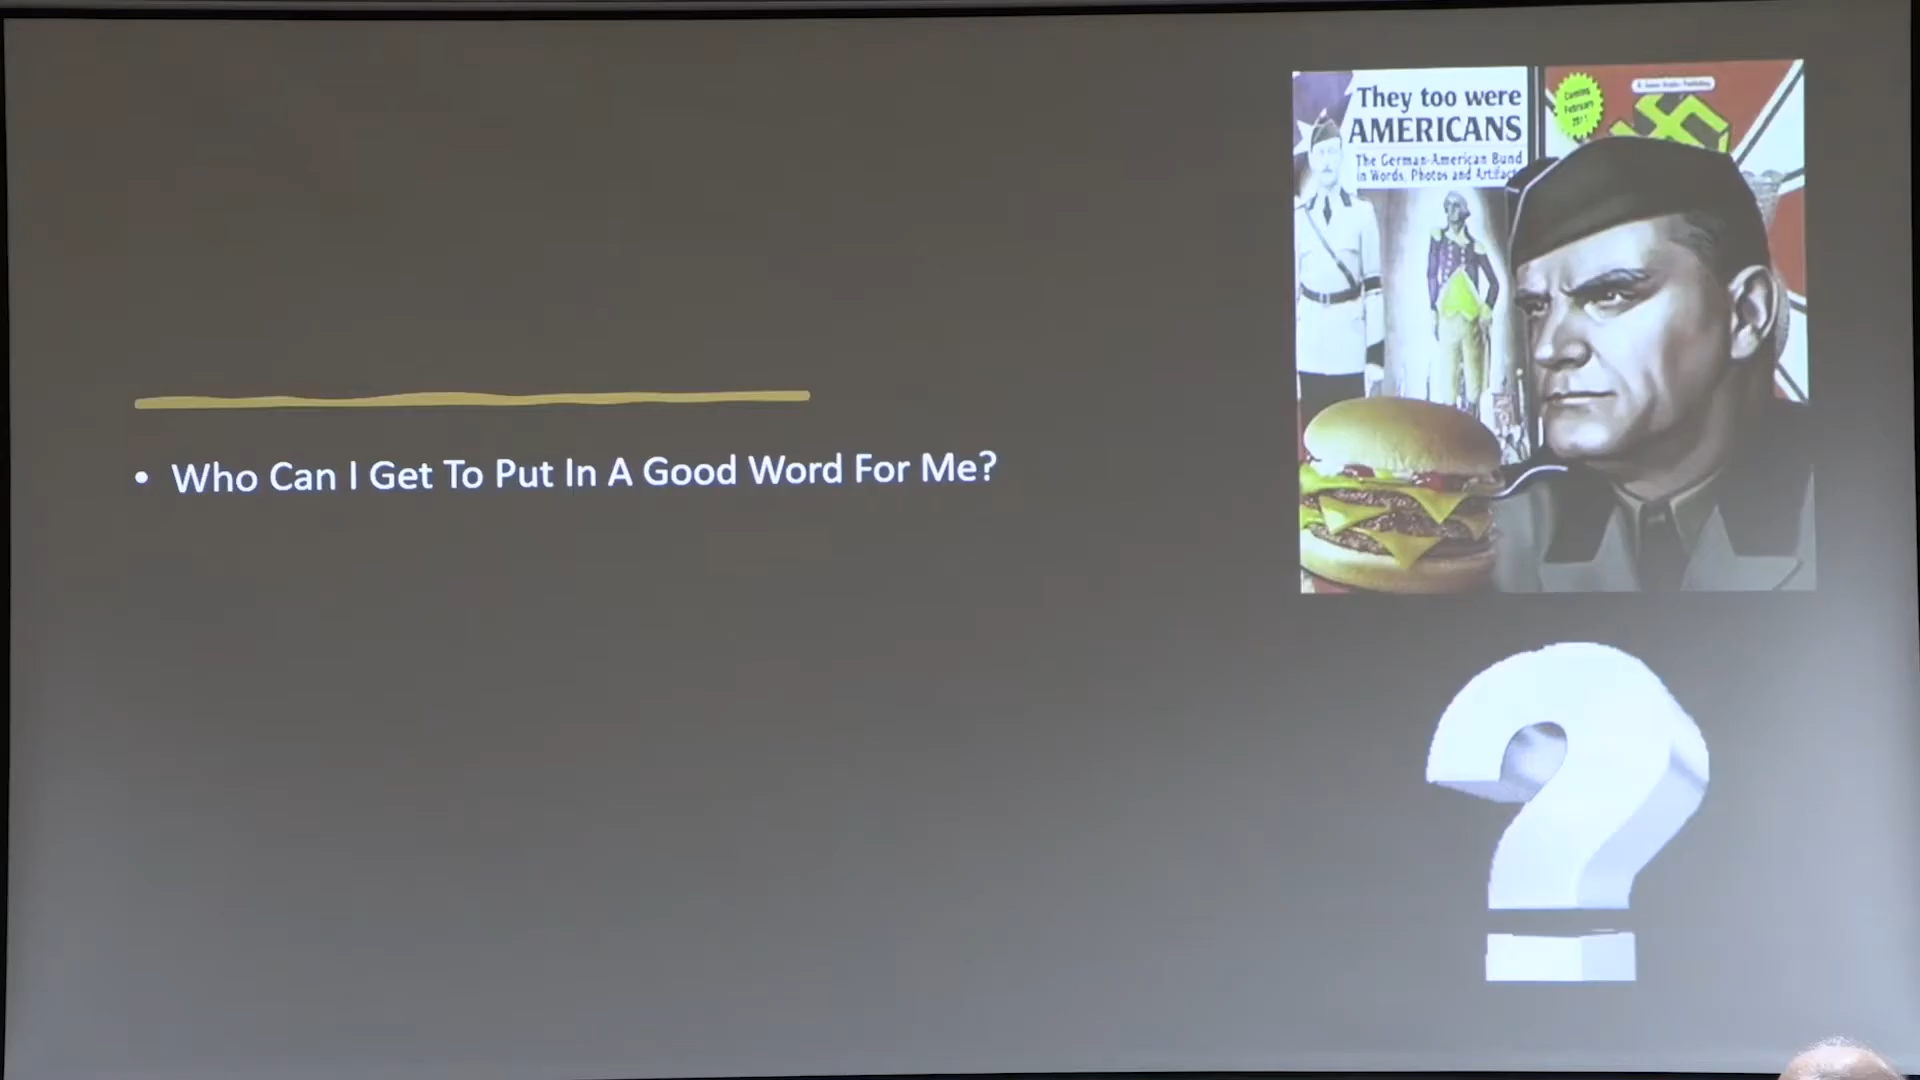 They too were
AMERICANS
The German-American Bund
in Words, Photos and Artifacts
Coming
February
2011
• Who Can I Get To Put In A Good Word For Me?
?